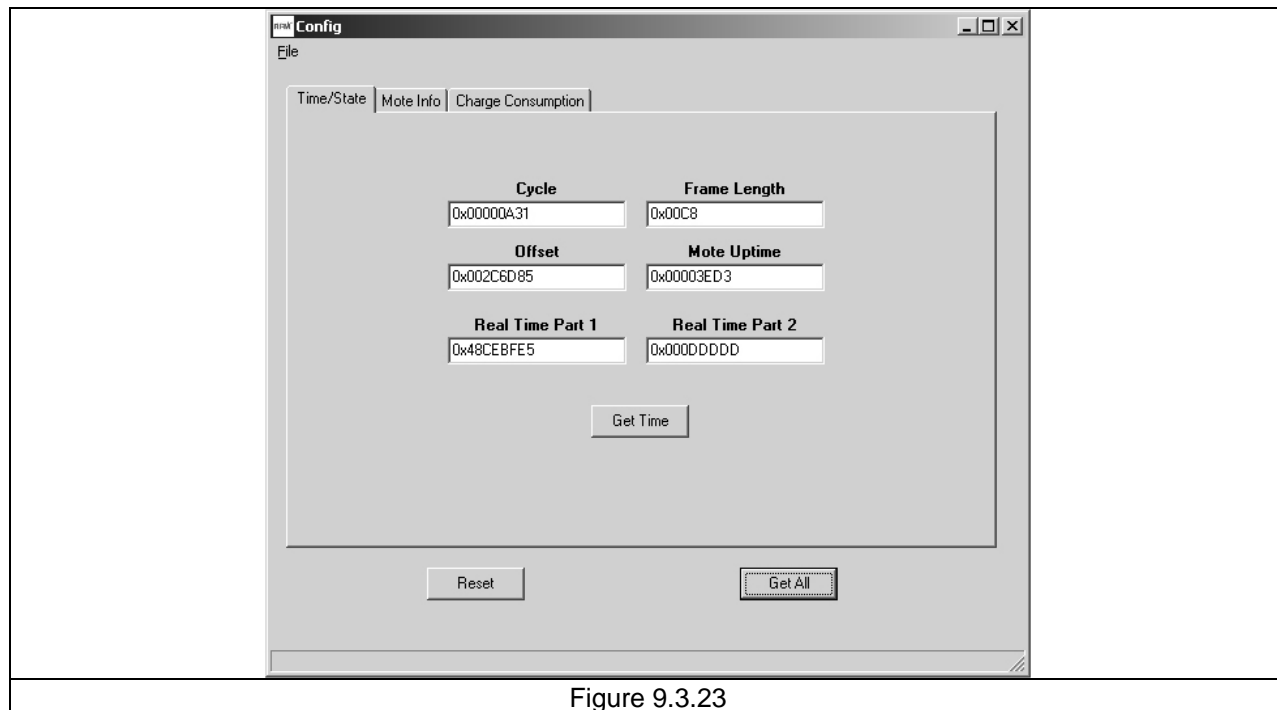 Config
File
Time/State Mote Info Charge Consumption
Cycle Frame Length
0x00000A31 0x00C8
Offset Mote Uptime
0x002C6D85 0x00003ED3
Real Time Part 1 Real Time Part 2
0x48CEBFE5 0x000DDDDD
Get Time
Reset Get All
Figure 9.3.23